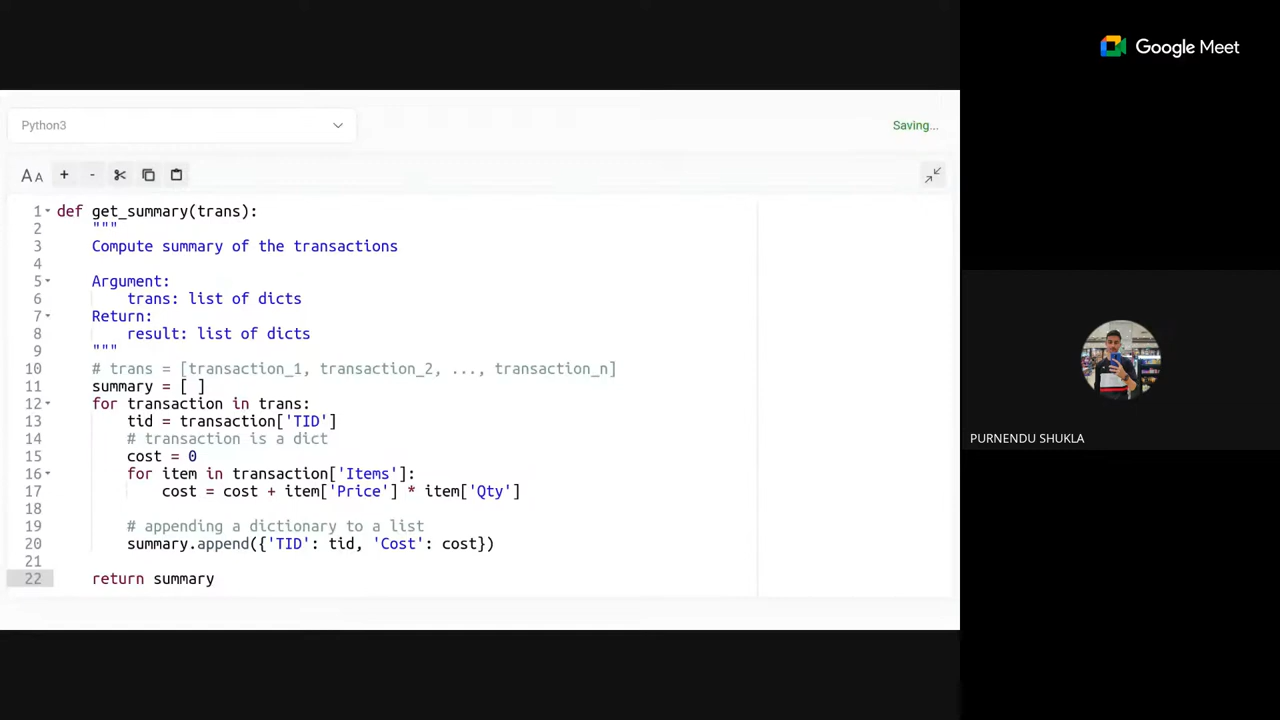 Google Meet
Python3
Saving...
AA + -
1 def get_summary(trans):
2 """
3 Compute summary of the transactions
4
5 Argument:
6 trans: list of dicts
7 Return:
8 result: list of dicts
9 """
10 # trans = [transaction_1, transaction_2, ..., transaction_n]
11 summary = [ ]
12 for transaction in trans:
13 tid = transaction['TID']
14 # transaction is a dict
15 cost = 0
16 for item in transaction['Items']:
17 cost = cost + item['Price'] * item['Qty']
18
19 # appending a dictionary to a list
20 summary.append({'TID': tid, 'Cost': cost})
21
22 return summary
PURNENDU SHUKLA